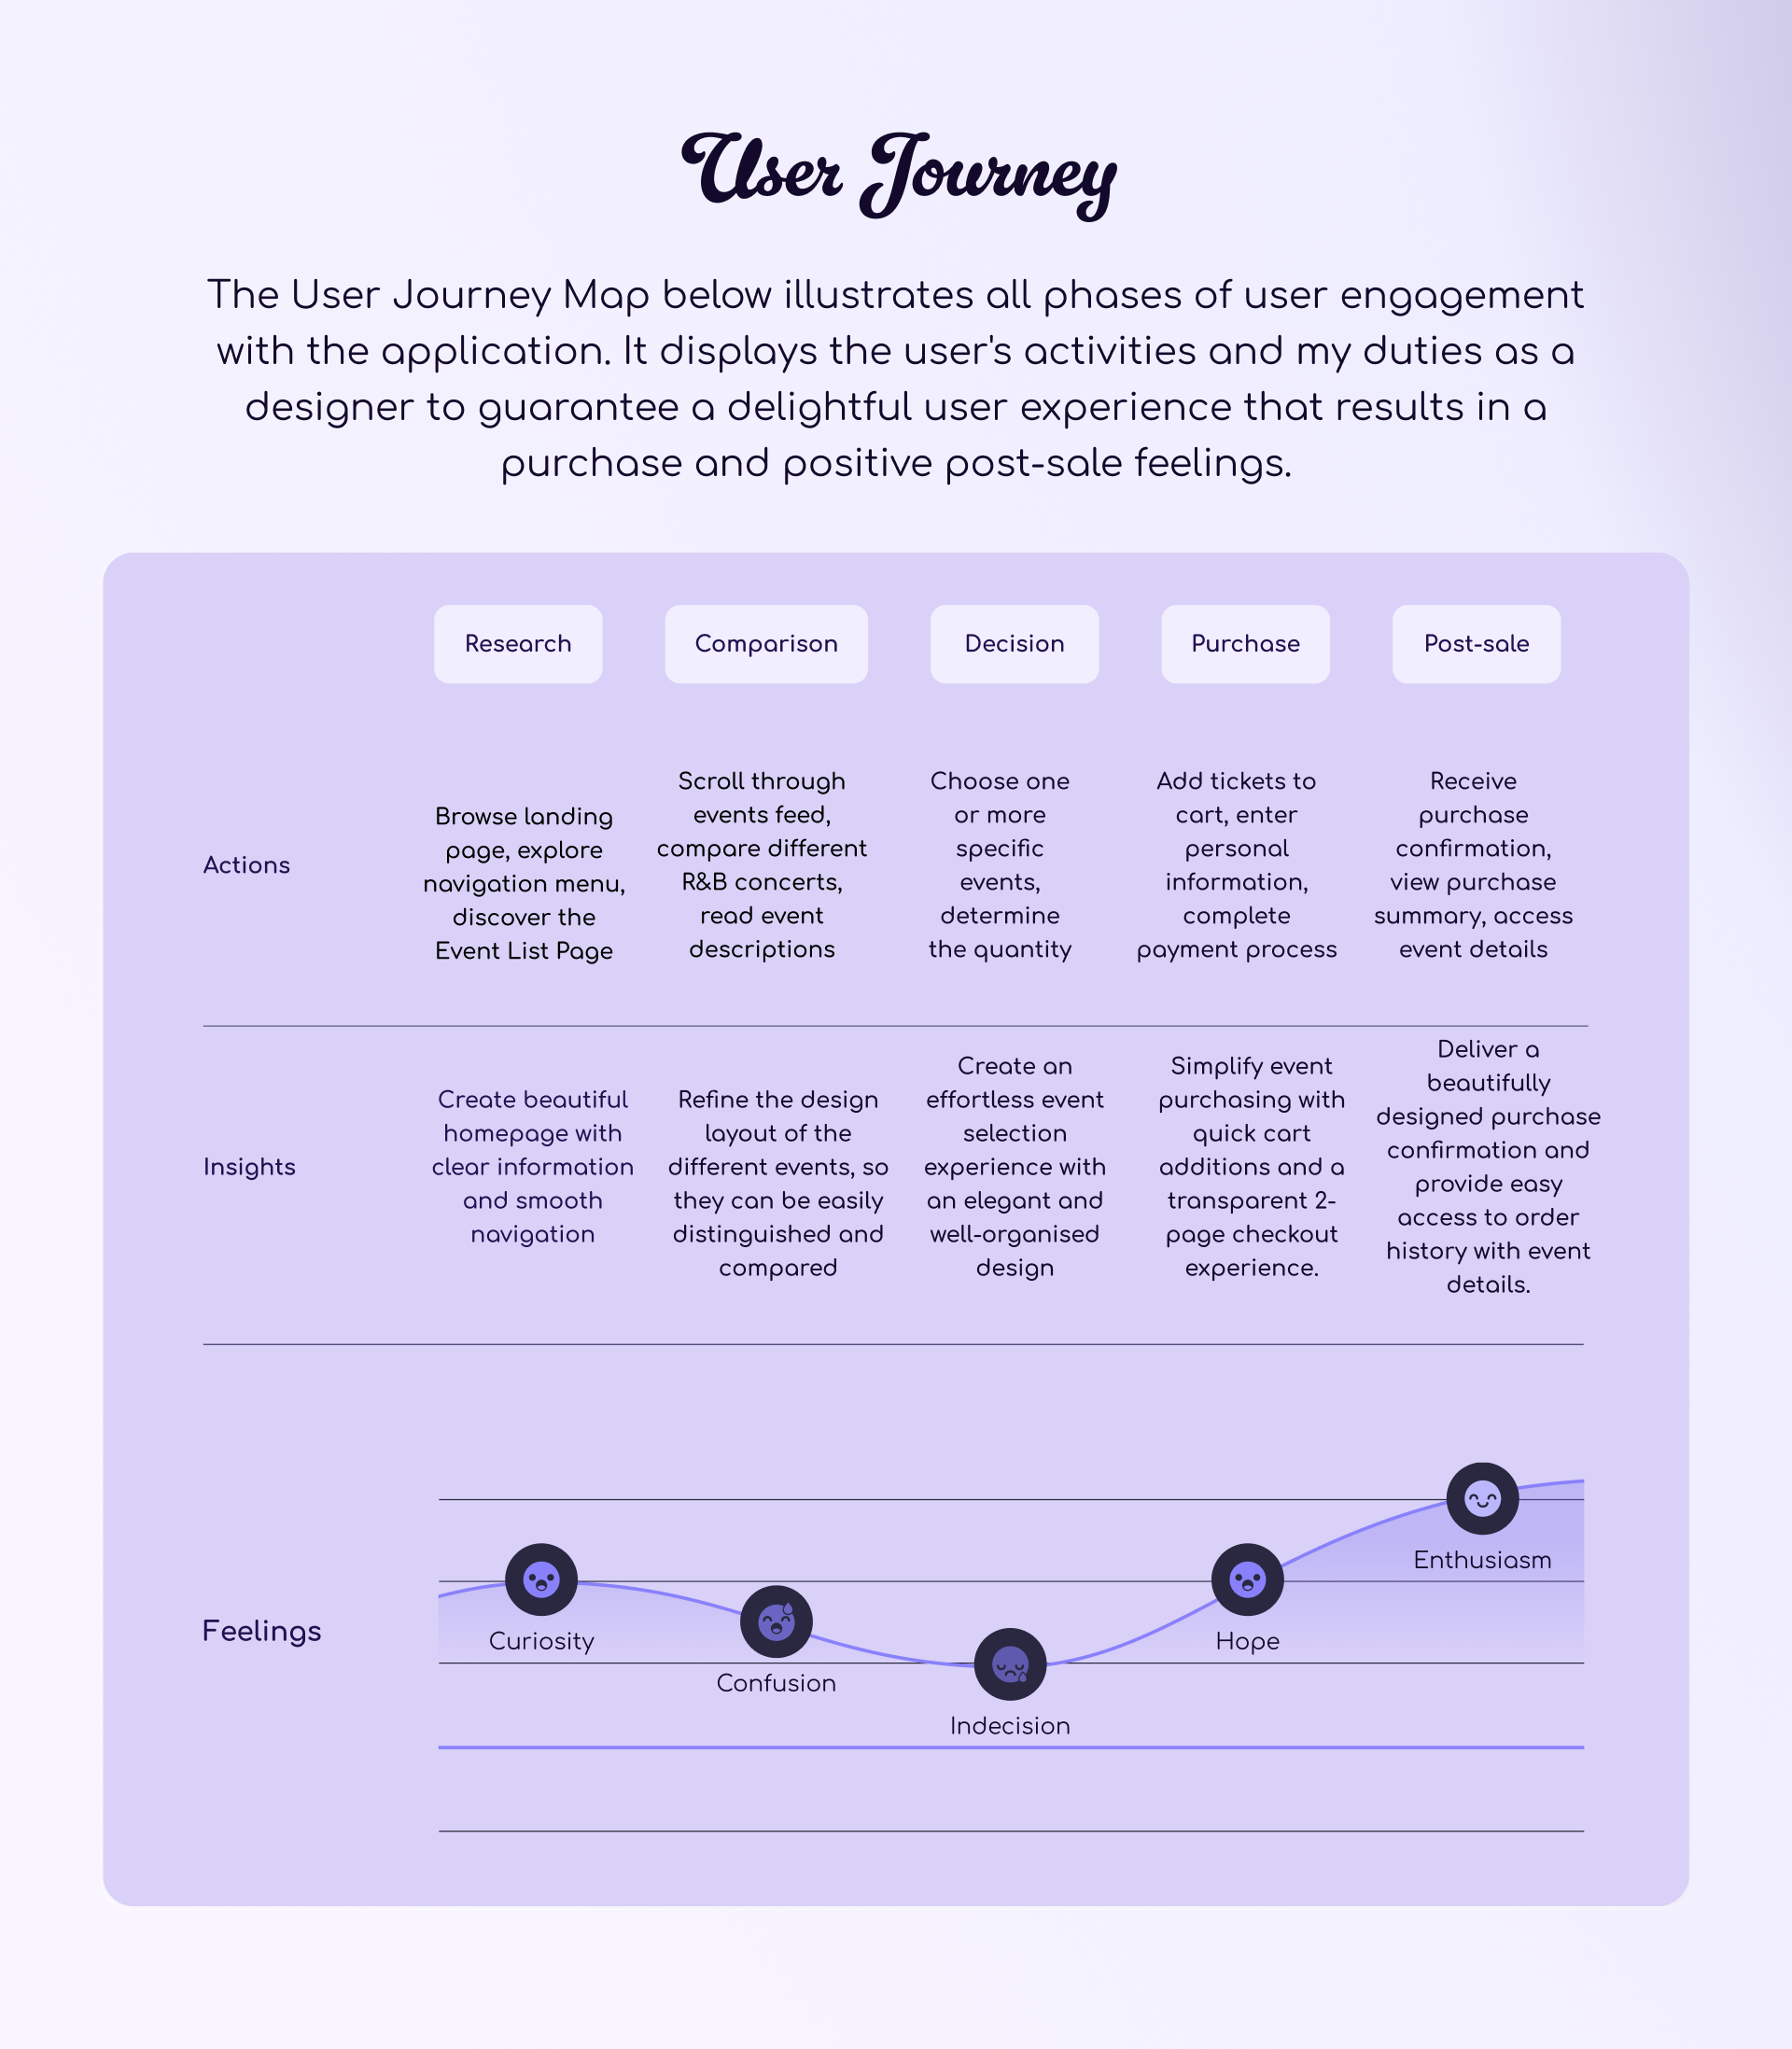 User Journey
The User Journey Map below illustrates all phases of user engagement
with the application. It displays the user's activities and my duties as a
designer to guarantee a delightful user experience that results in a
purchase and positive post-sale feelings.
Research
Comparison
Decision
Purchase
Post-sale
Actions
Browse landing
page, explore
navigation menu,
discover the
Event List Page
Scroll through
events feed,
compare different
R&B concerts,
read event
descriptions
Choose one
or more
specific
events,
determine
the quantity
Add tickets to
cart, enter
personal
information,
complete
payment process
Receive
purchase
confirmation,
view purchase
summary, access
event details
Insights
Create beautiful
homepage with
clear information
and smooth
navigation
Refine the design
layout of the
different events, so
they can be easily
distinguished and
compared
Create an
effortless event
selection
experience with
an elegant and
well-organised
design
Simplify event
purchasing with
quick cart
additions and a
transparent 2-
page checkout
experience.
Deliver a
beautifully
designed purchase
confirmation and
provide easy
access to order
history with event
details.
Feelings
Curiosity
Confusion
Indecision
Hope
Enthusiasm